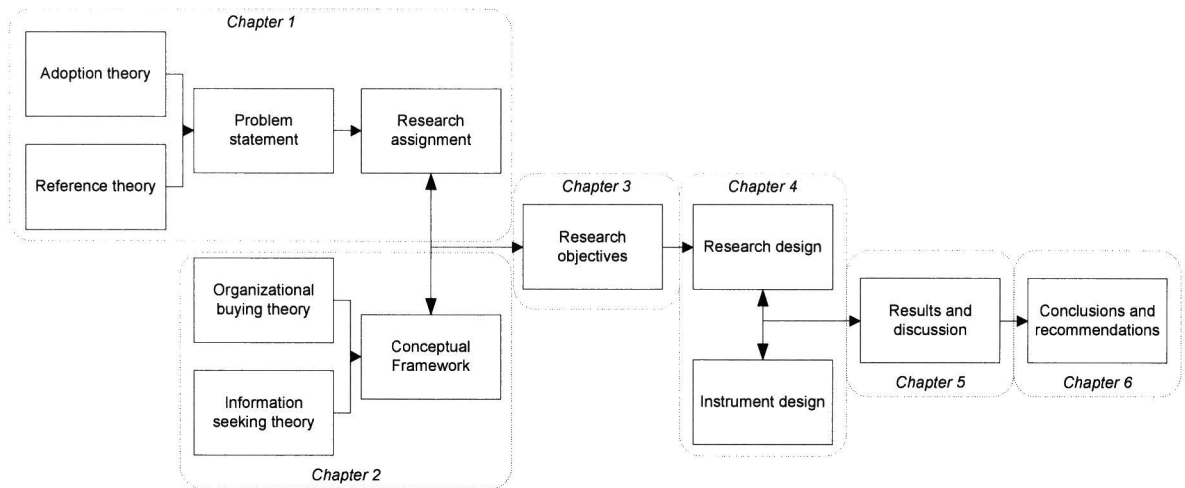 Chapter 1
Adoption theory
Reference theory
Problem
statement
Research
assignment
Organizational
buying theory
Information
seeking theory
Conceptual
Framework
Chapter 2
Chapter 3
Research
objectives
Chapter 4
Research design
Instrument design
Results and
discussion
Chapter 5
Conclusions and
recommendations
Chapter 6